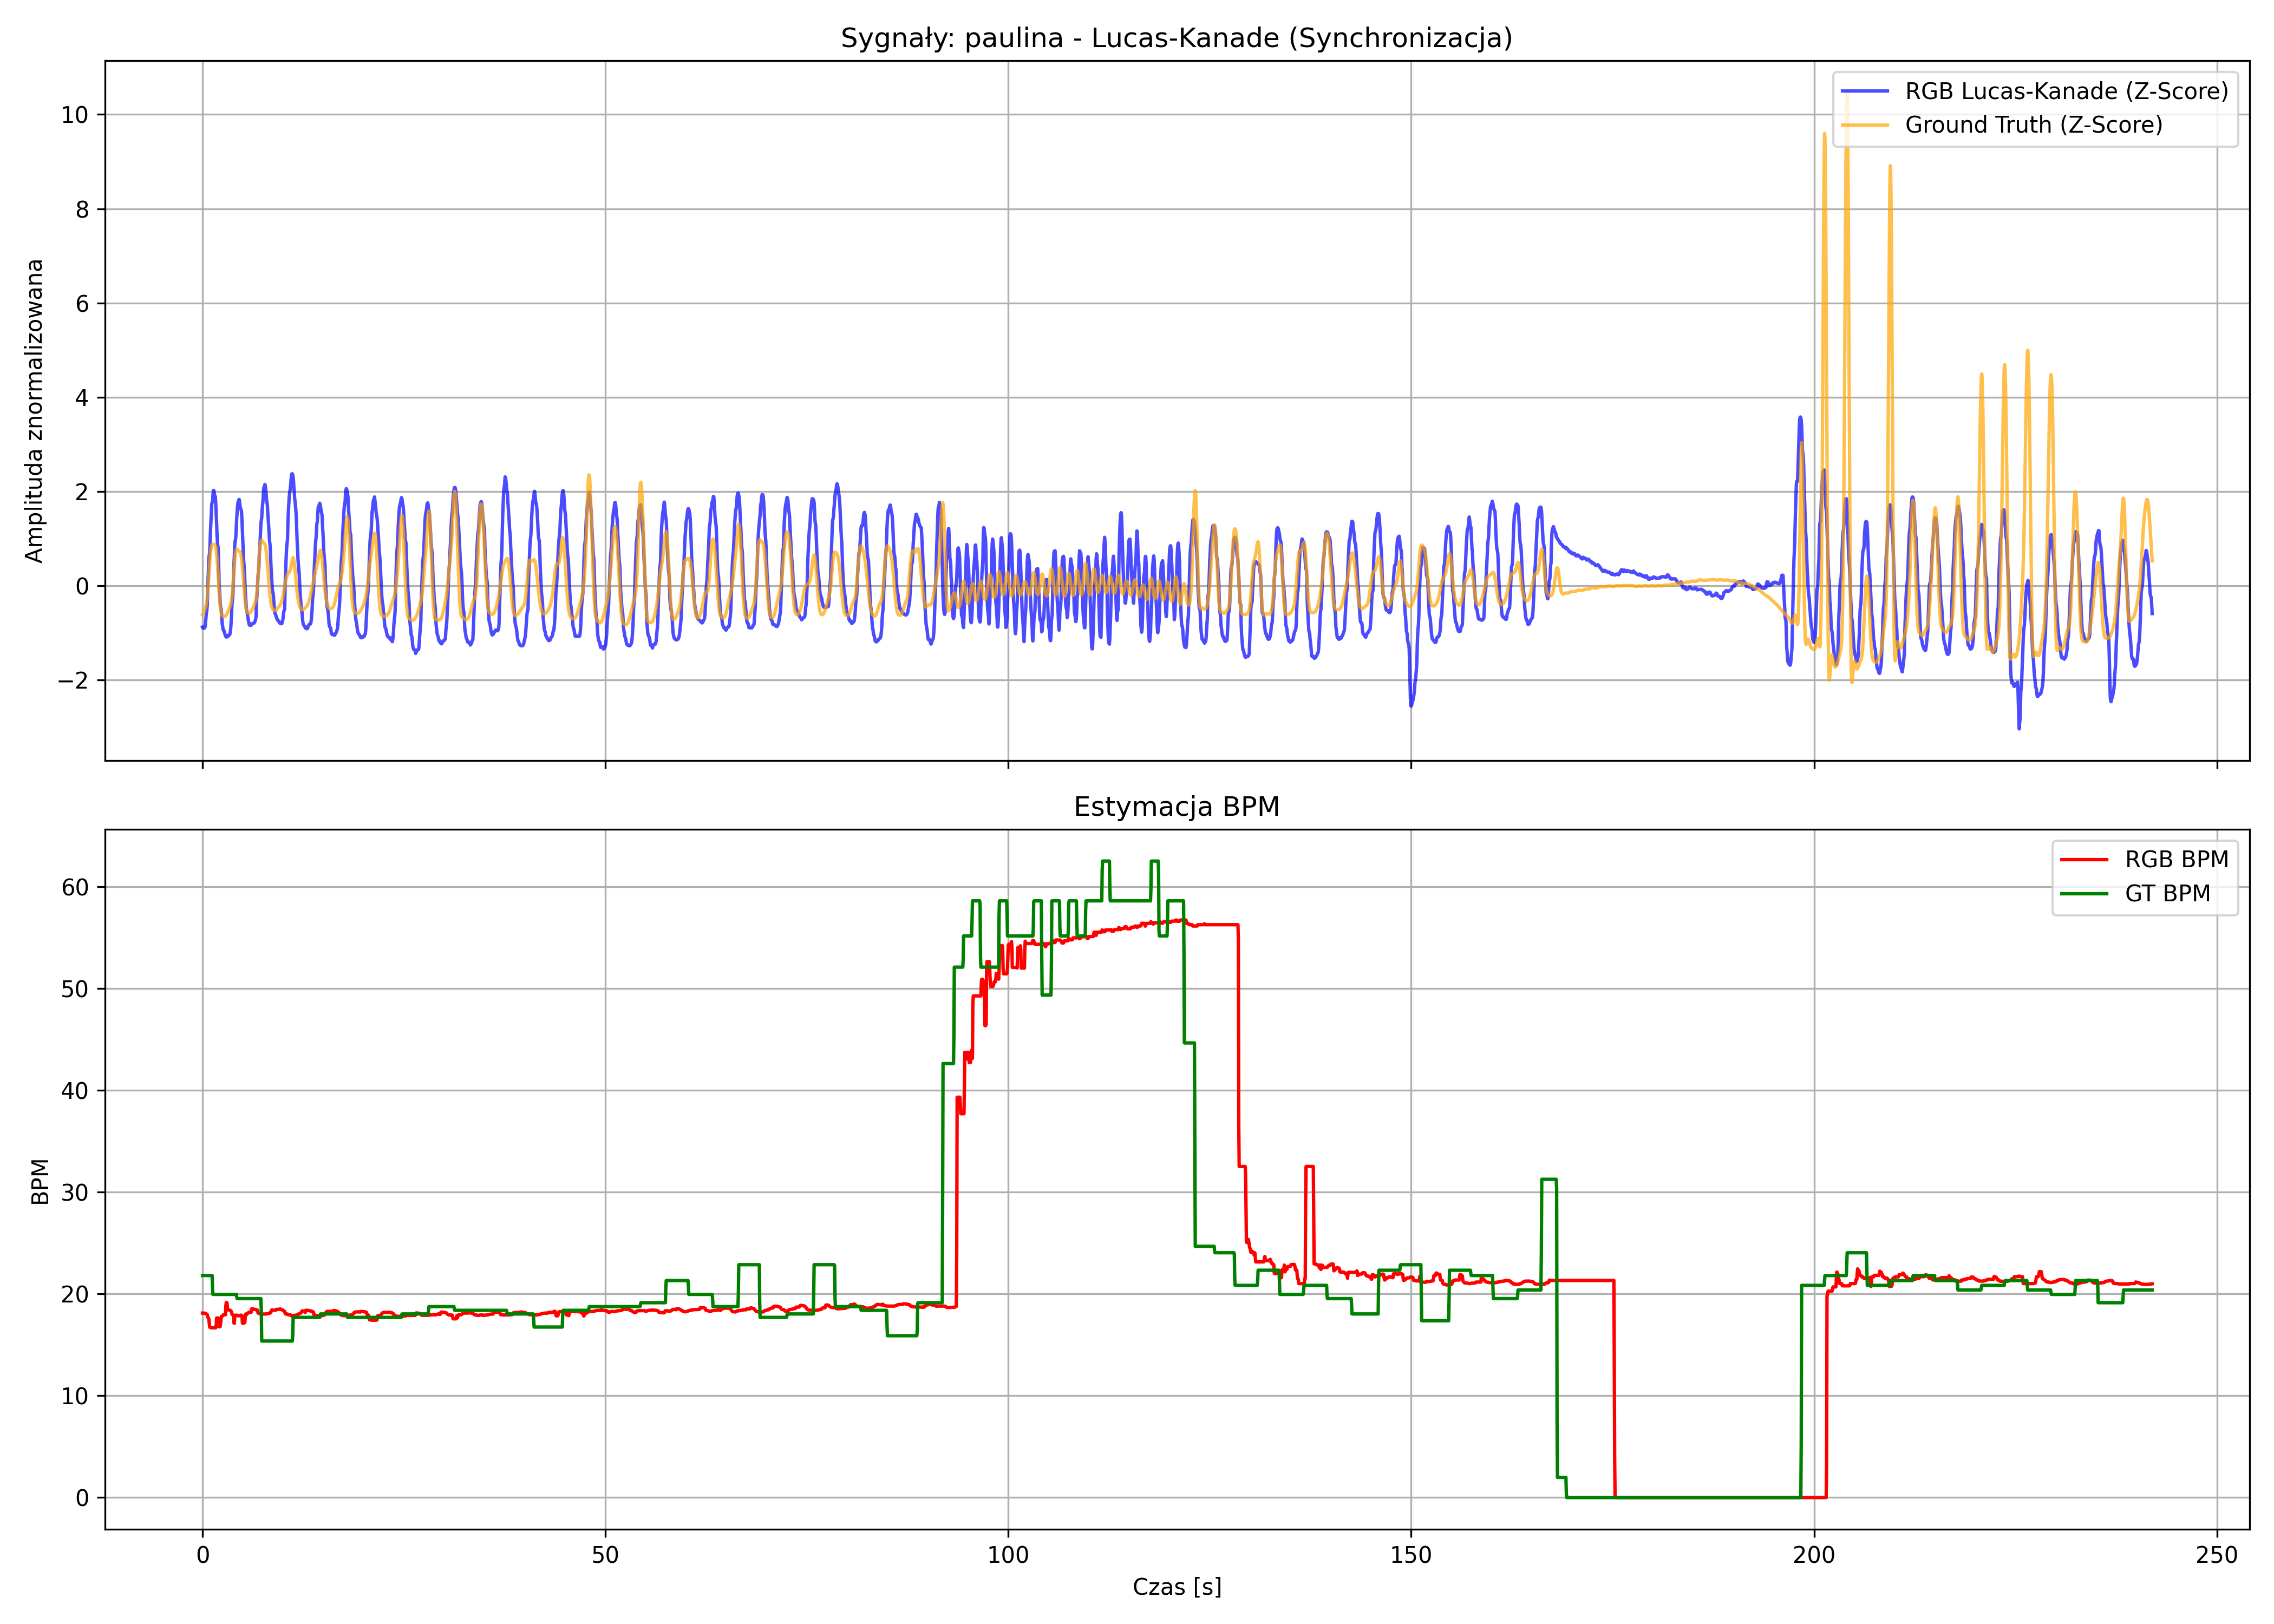 Sygnały: paulina - Lucas-Kanade (Synchronizacja)
RGB Lucas-Kanade (Z-Score)
Ground Truth (Z-Score)
Amplituda znormalizowana
10
8
6
4
2
0
−2
Estymacja BPM
RGB BPM
GT BPM
BPM
60
50
40
30
20
10
0
0 50 100 150 200 250
Czas [s]